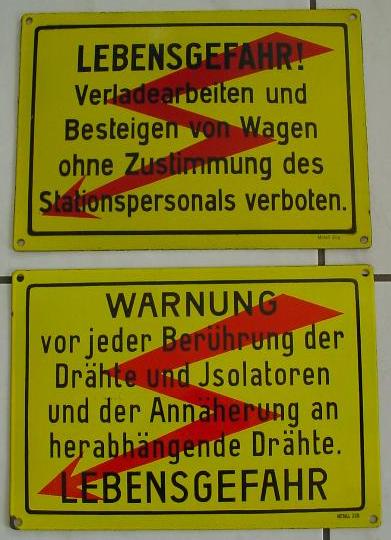 LEBENSGEFAHR!
Verladearbeiten und
Besteigen von Wagen
ohne Zustimmung des
Stationspersonals verboten.
WARNUNG
vor jeder Berührung der
Drähte und Jsolatoren
und der Annäherung an
herabhängende Drähte.
LEBENSGEFAHR